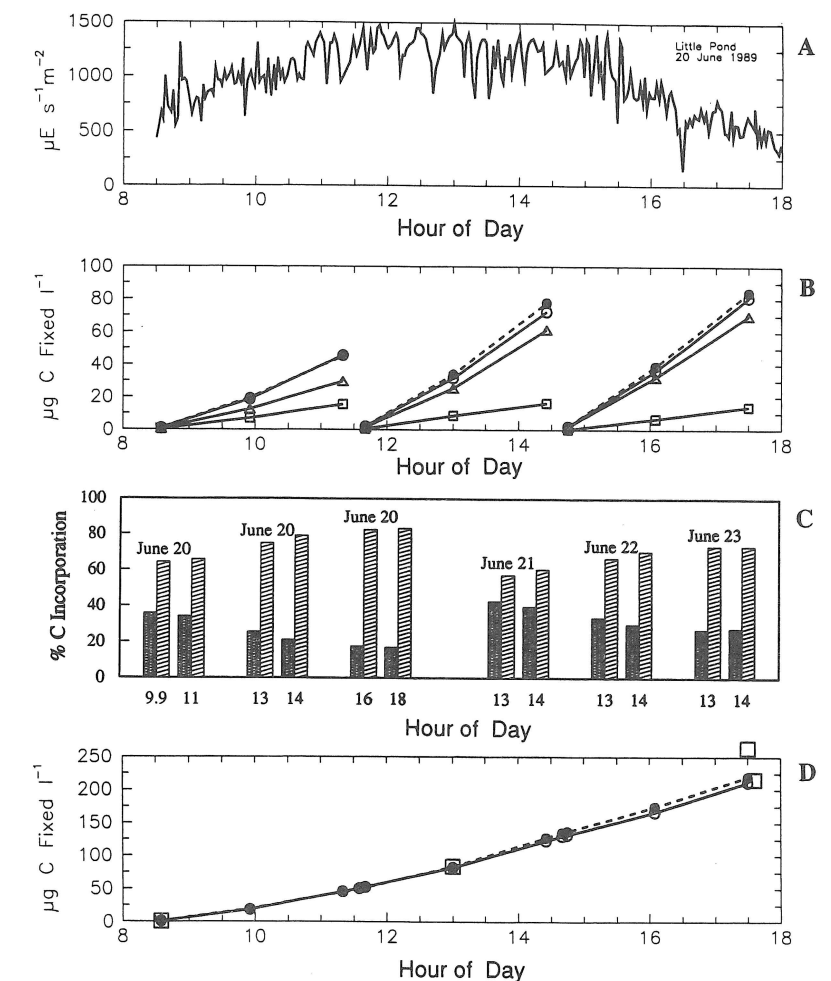 1500
1000
500
0
µE s⁻¹m⁻²
Little Pond
20 June 1989
A
8 10 12 14 16 18
Hour of Day
100
80
60
40
20
0
µg C Fixed l⁻¹
B
8 10 12 14 16 18
Hour of Day
100
80
60
40
20
0
% C Incorporation
C
June 20
June 20
June 20
June 21
June 22
June 23
9.9 11 13 14 16 18 13 14 13 14 13 14
Hour of Day
250
200
150
100
50
0
µg C Fixed l⁻¹
D
8 10 12 14 16 18
Hour of Day